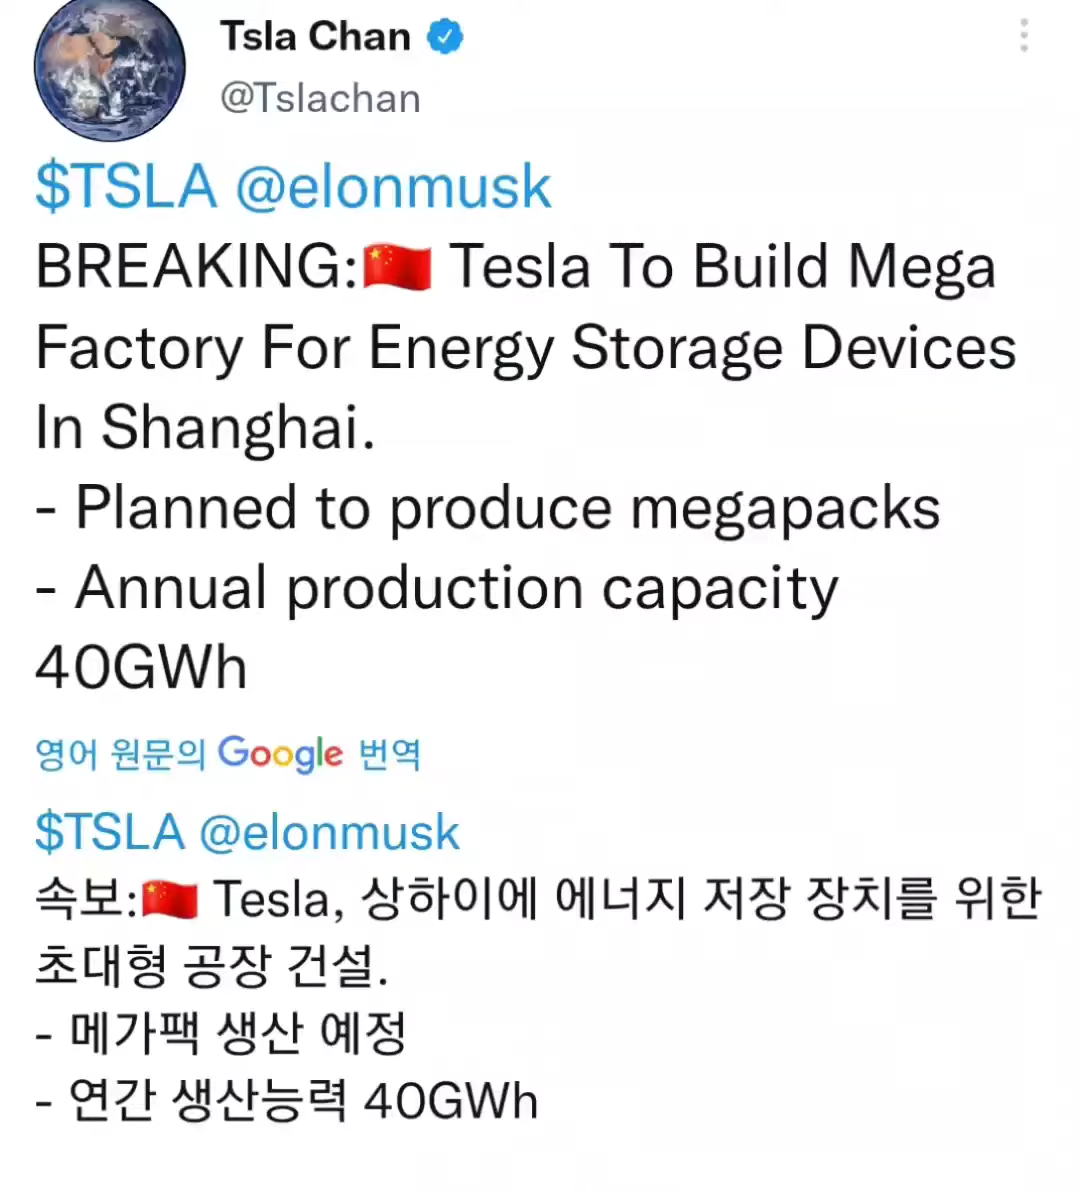 Tsla Chan
@Tslachan
$TSLA @elonmusk
BREAKING:🇨🇳 Tesla To Build Mega
Factory For Energy Storage Devices
In Shanghai.
- Planned to produce megapacks
- Annual production capacity
40GWh
영어 원문의 Google 번역
$TSLA @elonmusk
속보:🇨🇳 Tesla, 상하이에 에너지 저장 장치를 위한
초대형 공장 건설.
- 메가팩 생산 예정
- 연간 생산능력 40GWh